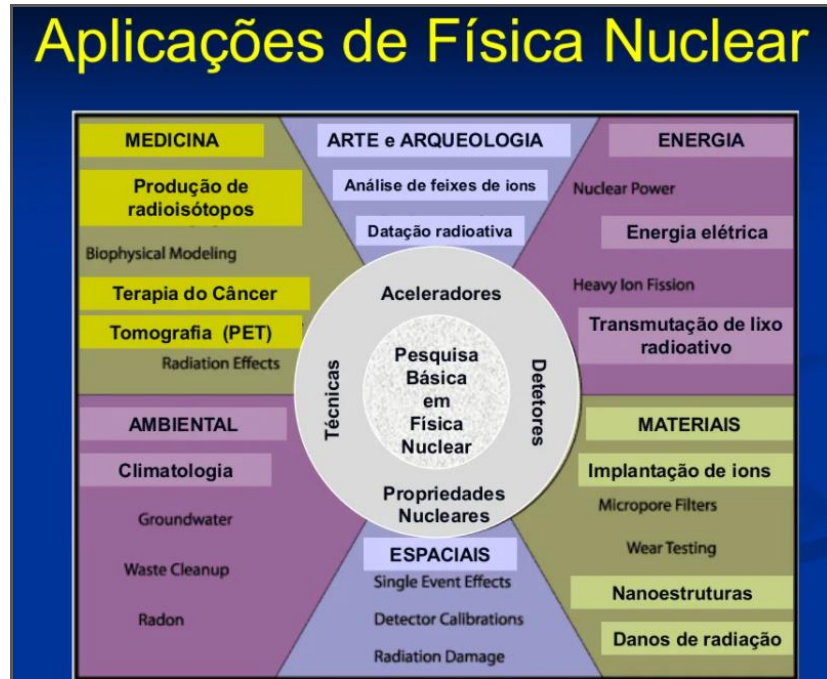 Aplicações de Física Nuclear
MEDICINA
Produção de
radioisótopos
Biophysical Modeling
Terapia do Câncer
Tomografia (PET)
Radiation Effects
ARTE e ARQUEOLOGIA
Análise de feixes de ions
Datação radioativa
ENERGIA
Nuclear Power
Energia elétrica
Heavy Ion Fission
Transmutação de lixo
radioativo
Aceleradores
Técnicas
Pesquisa
Básica
em
Física
Nuclear
Detetores
Propriedades
Nucleares
AMBIENTAL
Climatologia
Groundwater
Waste Cleanup
Radon
ESPACIAIS
Single Event Effects
Detector Calibrations
Radiation Damage
MATERIAIS
Implantação de ions
Micropore Filters
Wear Testing
Nanoestruturas
Danos de radiação